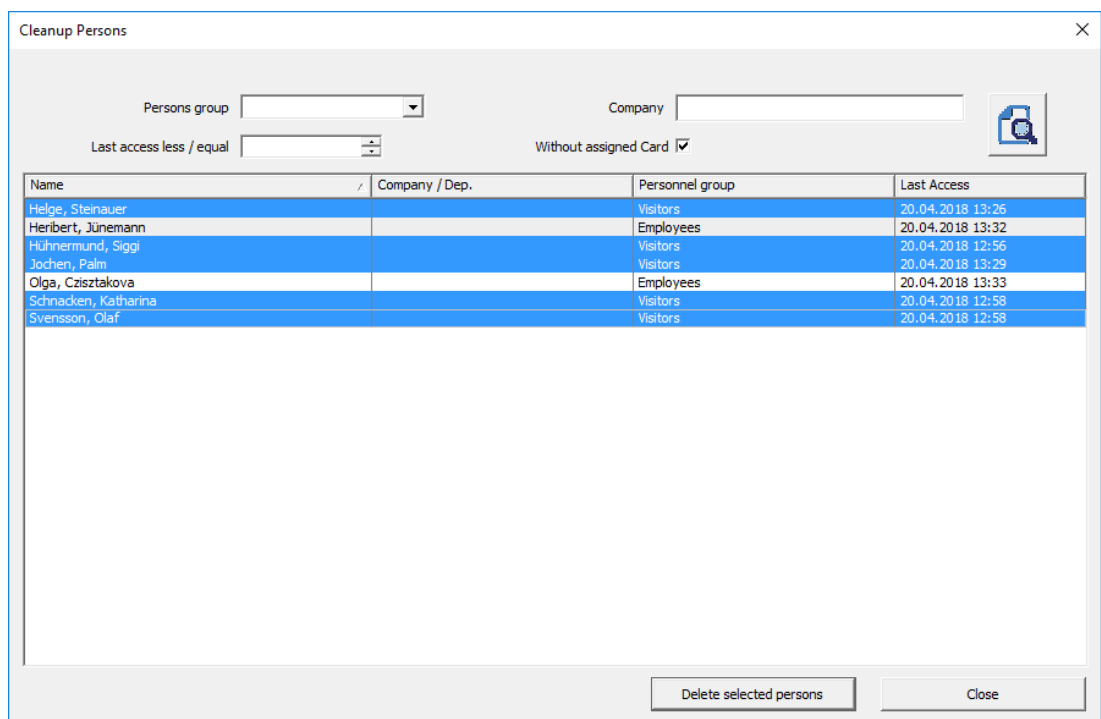 Cleanup Persons
Persons group Company
Last access less / equal Without assigned Card
Name Company / Dep. Personnel group Last Access
Helge, Steinauer Visitors 20.04.2018 13:26
Heribert, Jünemann Employees 20.04.2018 13:32
Hühnermund, Siggi Visitors 20.04.2018 12:56
Jochen, Palm Visitors 20.04.2018 13:29
Olga, Czisztakova Employees 20.04.2018 13:33
Schnacken, Katharina Visitors 20.04.2018 12:58
Svensson, Olaf Visitors 20.04.2018 12:58
Delete selected persons Close